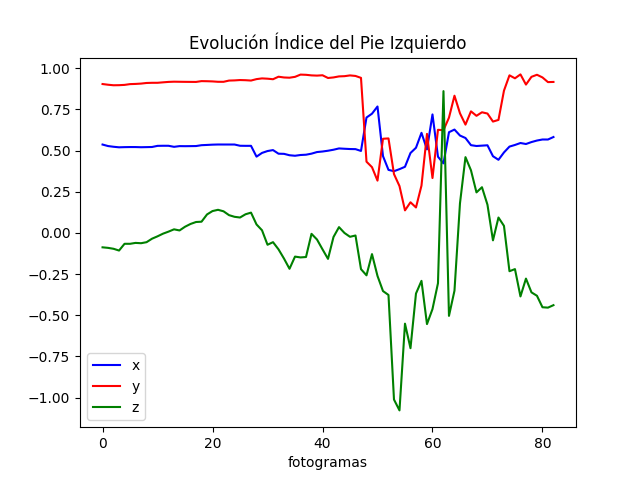 Evolución Índice del Pie Izquierdo
1.00
0.75
0.50
0.25
0.00
−0.25
−0.50
−0.75
−1.00
x
y
z
0 20 40 60 80
fotogramas